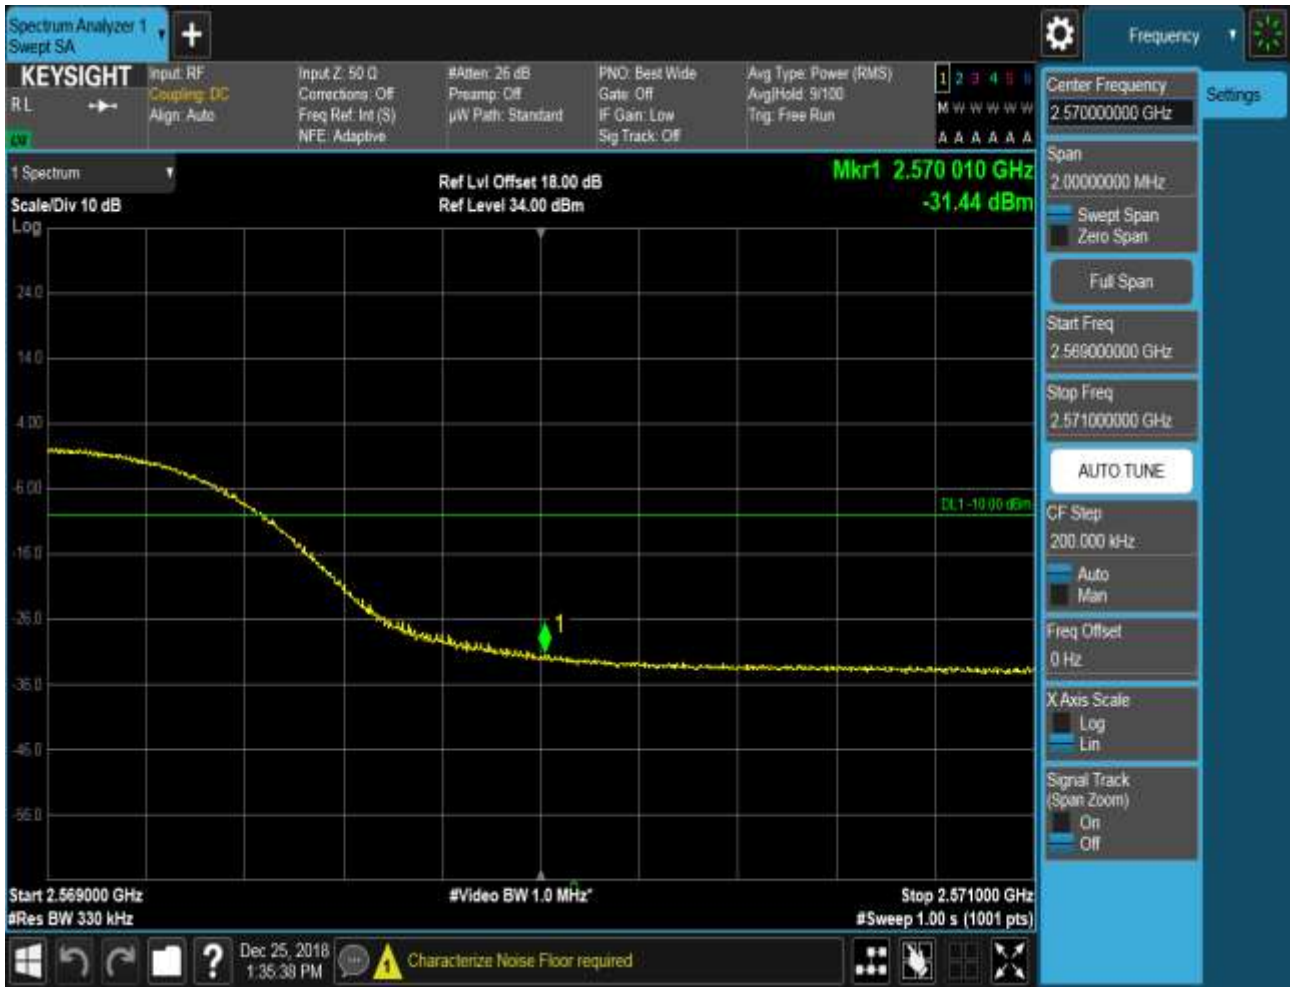 Spectrum Analyzer 1
Swept SA
Frequency
KEYSIGHT
R L
Input: RF
Coupling: DC
Align: Auto
Input Z: 50 Ω
Corrections: Off
Freq Ref: Int (S)
NFE: Adaptive
#Atten: 26 dB
Preamp: Off
µW Path: Standard
PNO: Best Wide
Gate: Off
IF Gain: Low
Sig Track: Off
Avg Type: Power (RMS)
Avg|Hold: 9/100
Trig: Free Run
1 2 3 4 5 6
M W W W W W
A A A A A A
1 Spectrum
Scale/Div 10 dB
Log
Ref Lvl Offset 18.00 dB
Ref Level 34.00 dBm
Mkr1 2.570 010 GHz
-31.44 dBm
24.0
14.0
4.00
-6.00
-16.0
-26.0
-36.0
-46.0
-56.0
DL1 -10.00 dBm
1
Start 2.569000 GHz
#Res BW 330 kHz
#Video BW 1.0 MHz*
Stop 2.571000 GHz
#Sweep 1.00 s (1001 pts)
Center Frequency
2.570000000 GHz
Settings
Span
2.00000000 MHz
Swept Span
Zero Span
Full Span
Start Freq
2.569000000 GHz
Stop Freq
2.571000000 GHz
AUTO TUNE
CF Step
200.000 kHz
Auto
Man
Freq Offset
0 Hz
X Axis Scale
Log
Lin
Signal Track
(Span Zoom)
On
Off
?
Dec 25, 2018
1:35:38 PM
1
Characterize Noise Floor required